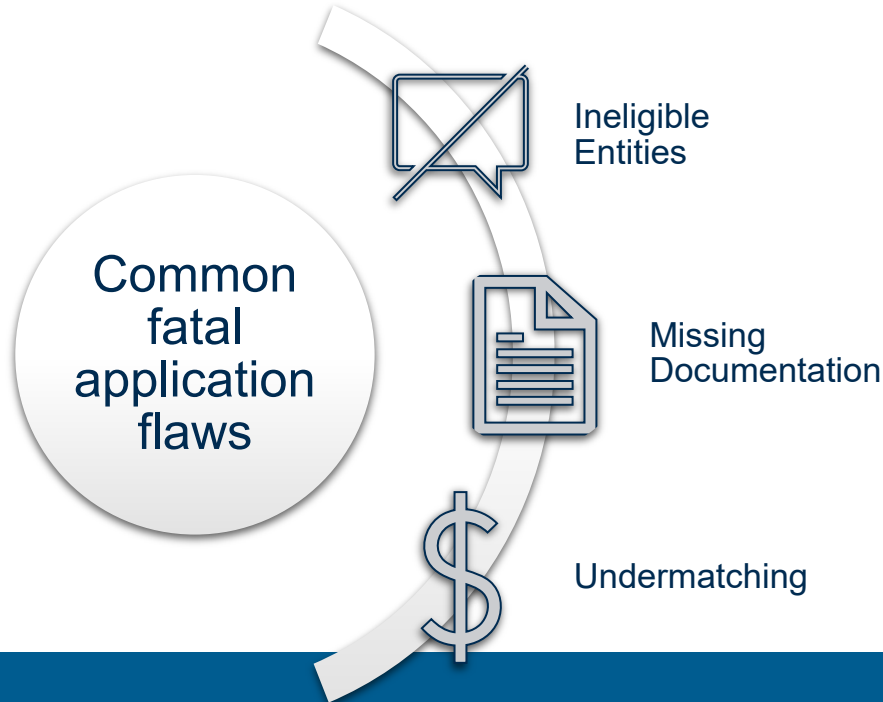 Common
fatal
application
flaws
Ineligible
Entities
Missing
Documentation
Undermatching